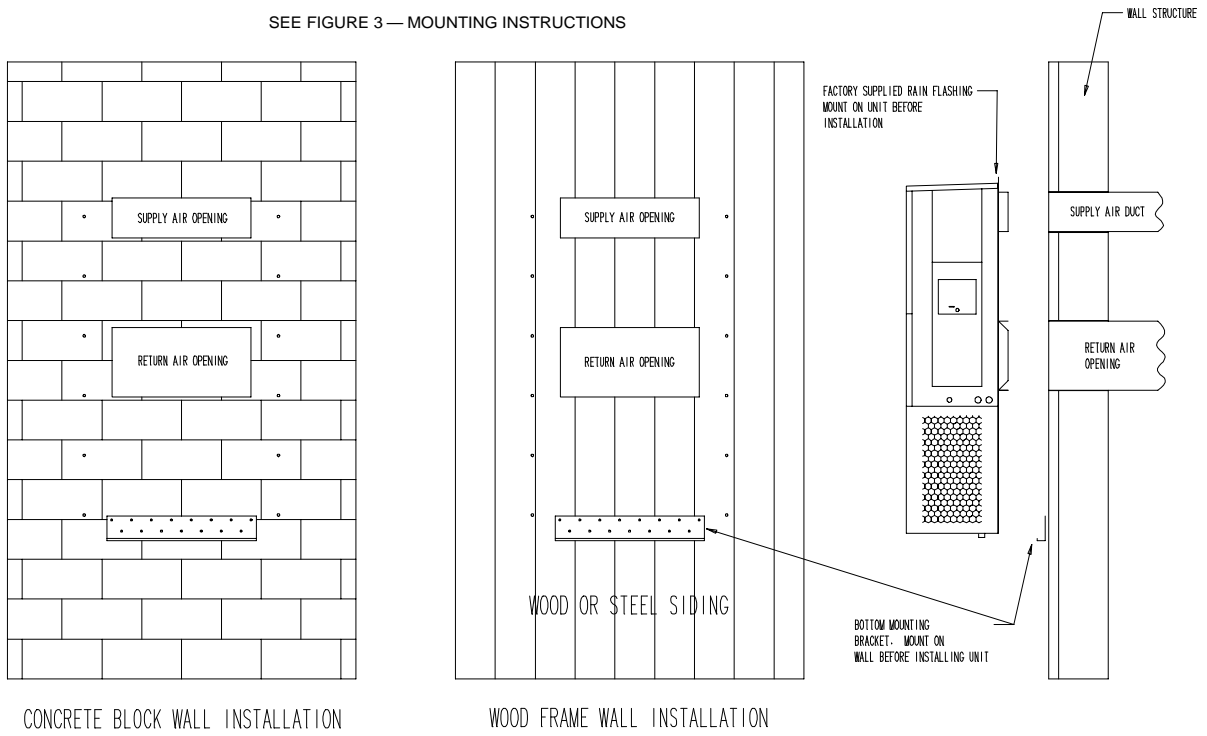 SEE FIGURE 3 — MOUNTING INSTRUCTIONS
WALL STRUCTURE
FACTORY SUPPLIED RAIN FLASHING
MOUNT ON UNIT BEFORE
INSTALLATION
SUPPLY AIR OPENING
SUPPLY AIR OPENING
SUPPLY AIR DUCT
RETURN AIR OPENING
RETURN AIR OPENING
RETURN AIR
OPENING
WOOD OR STEEL SIDING
BOTTOM MOUNTING
BRACKET. MOUNT ON
WALL BEFORE INSTALLING UNIT
CONCRETE BLOCK WALL INSTALLATION
WOOD FRAME WALL INSTALLATION